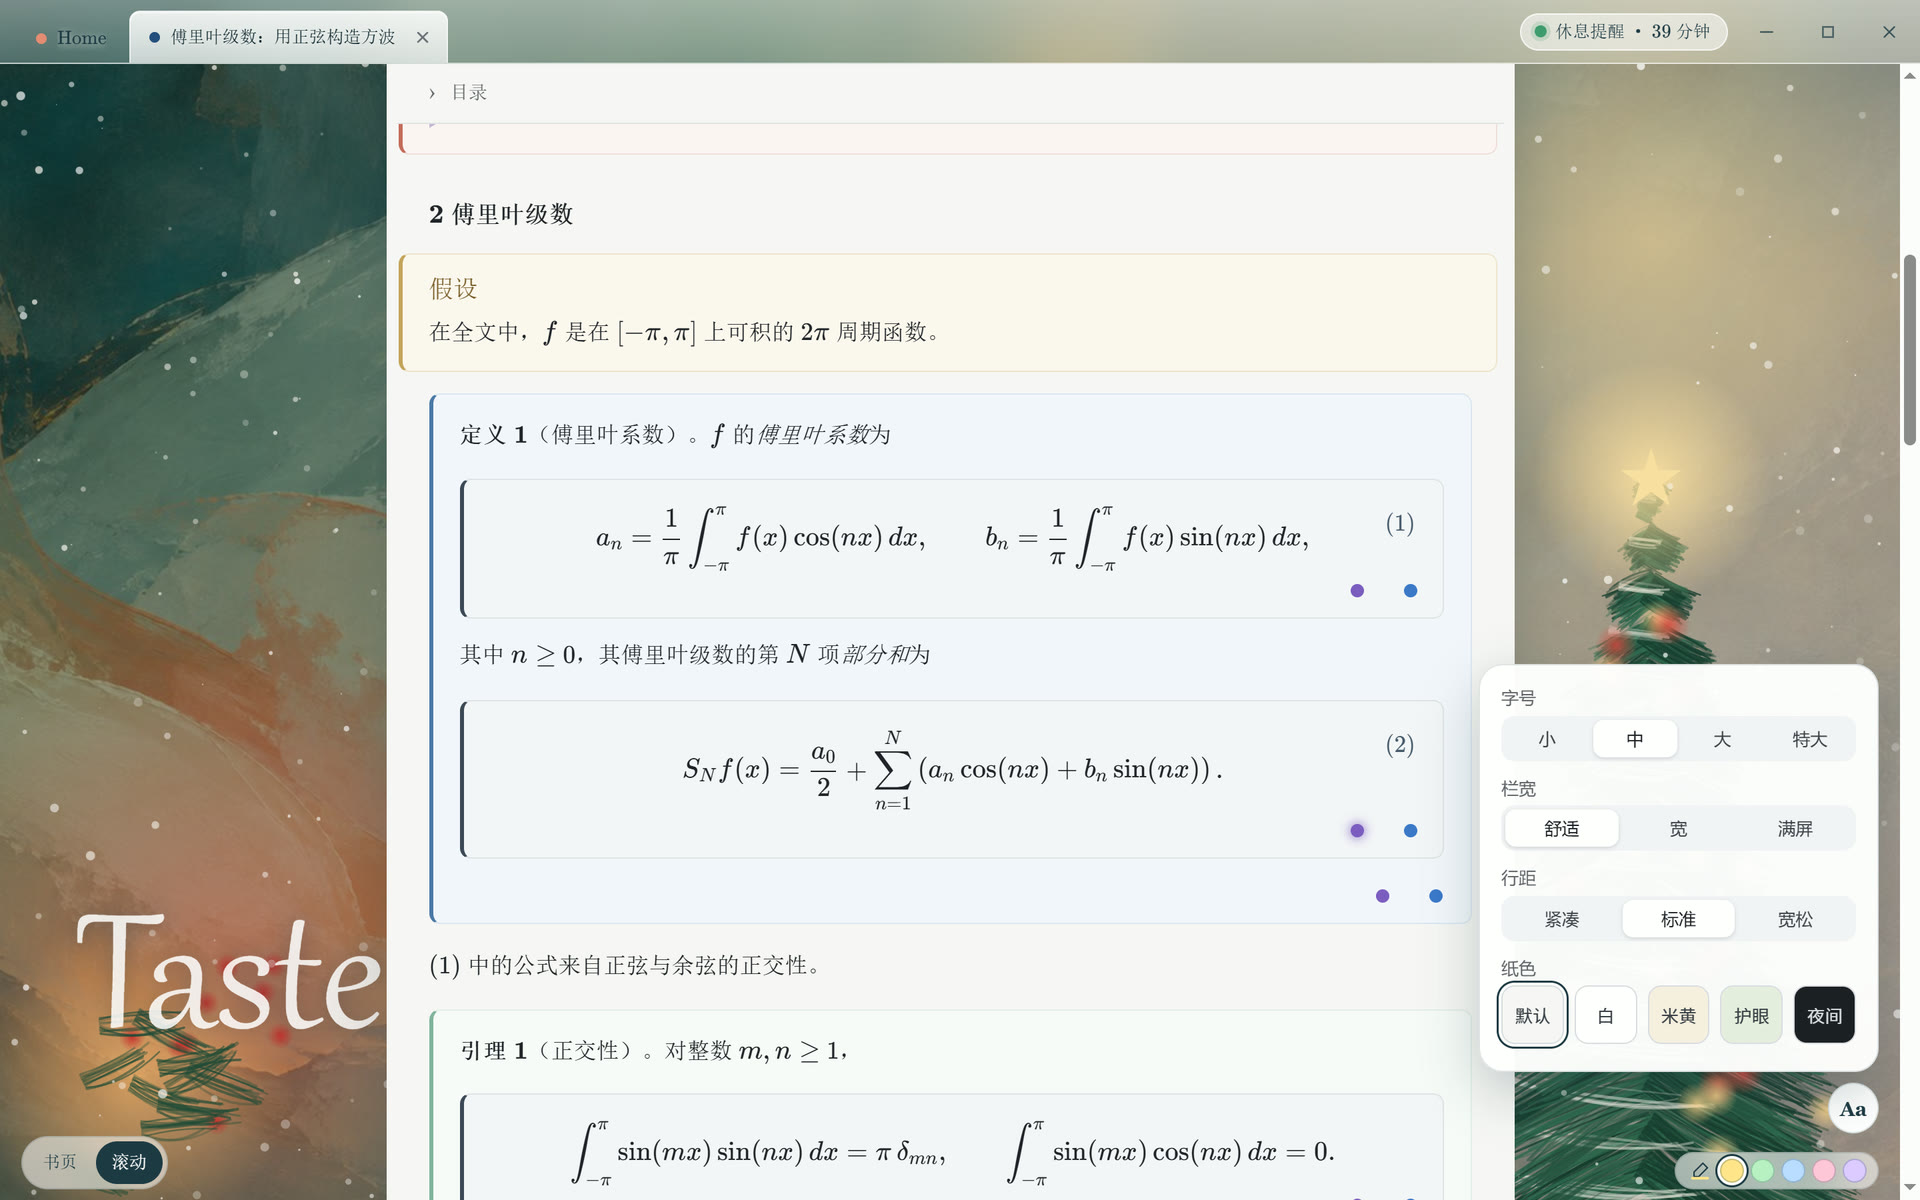 Home
傅里叶级数：用正弦构造方波
休息提醒 • 39 分钟
目录
2 傅里叶级数
假设
在全文中，f 是在 [−π, π] 上可积的 2π 周期函数。
定义 1（傅里叶系数）。f 的傅里叶系数为
a_n = \frac{1}{π} \int_{−π}^{π} f(x) cos(nx) dx,  b_n = \frac{1}{π} \int_{−π}^{π} f(x) sin(nx) dx,  (1)
其中 n ≥ 0，其傅里叶级数的第 N 项部分和为
S_N f(x) = \frac{a_0}{2} + \sum_{n=1}^{N} (a_n cos(nx) + b_n sin(nx)).  (2)
(1) 中的公式来自正弦与余弦的正交性。
引理 1（正交性）。对整数 m, n ≥ 1，
\int_{−π}^{π} sin(mx) sin(nx) dx = π δ_{mn},  \int_{−π}^{π} sin(mx) cos(nx) dx = 0.
Taste
书页 滚动
字号
小 中 大 特大
栏宽
舒适 宽 满屏
行距
紧凑 标准 宽松
纸色
默认 白 米黄 护眼 夜间
Aa